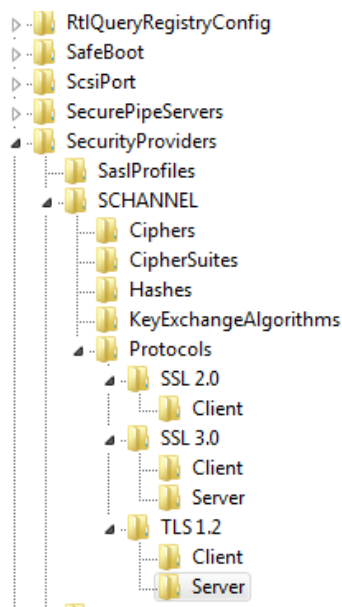 RtlQueryRegistryConfig
SafeBoot
ScsiPort
SecurePipeServers
SecurityProviders
SaslProfiles
SCHANNEL
Ciphers
CipherSuites
Hashes
KeyExchangeAlgorithms
Protocols
SSL 2.0
Client
SSL 3.0
Client
Server
TLS 1.2
Client
Server